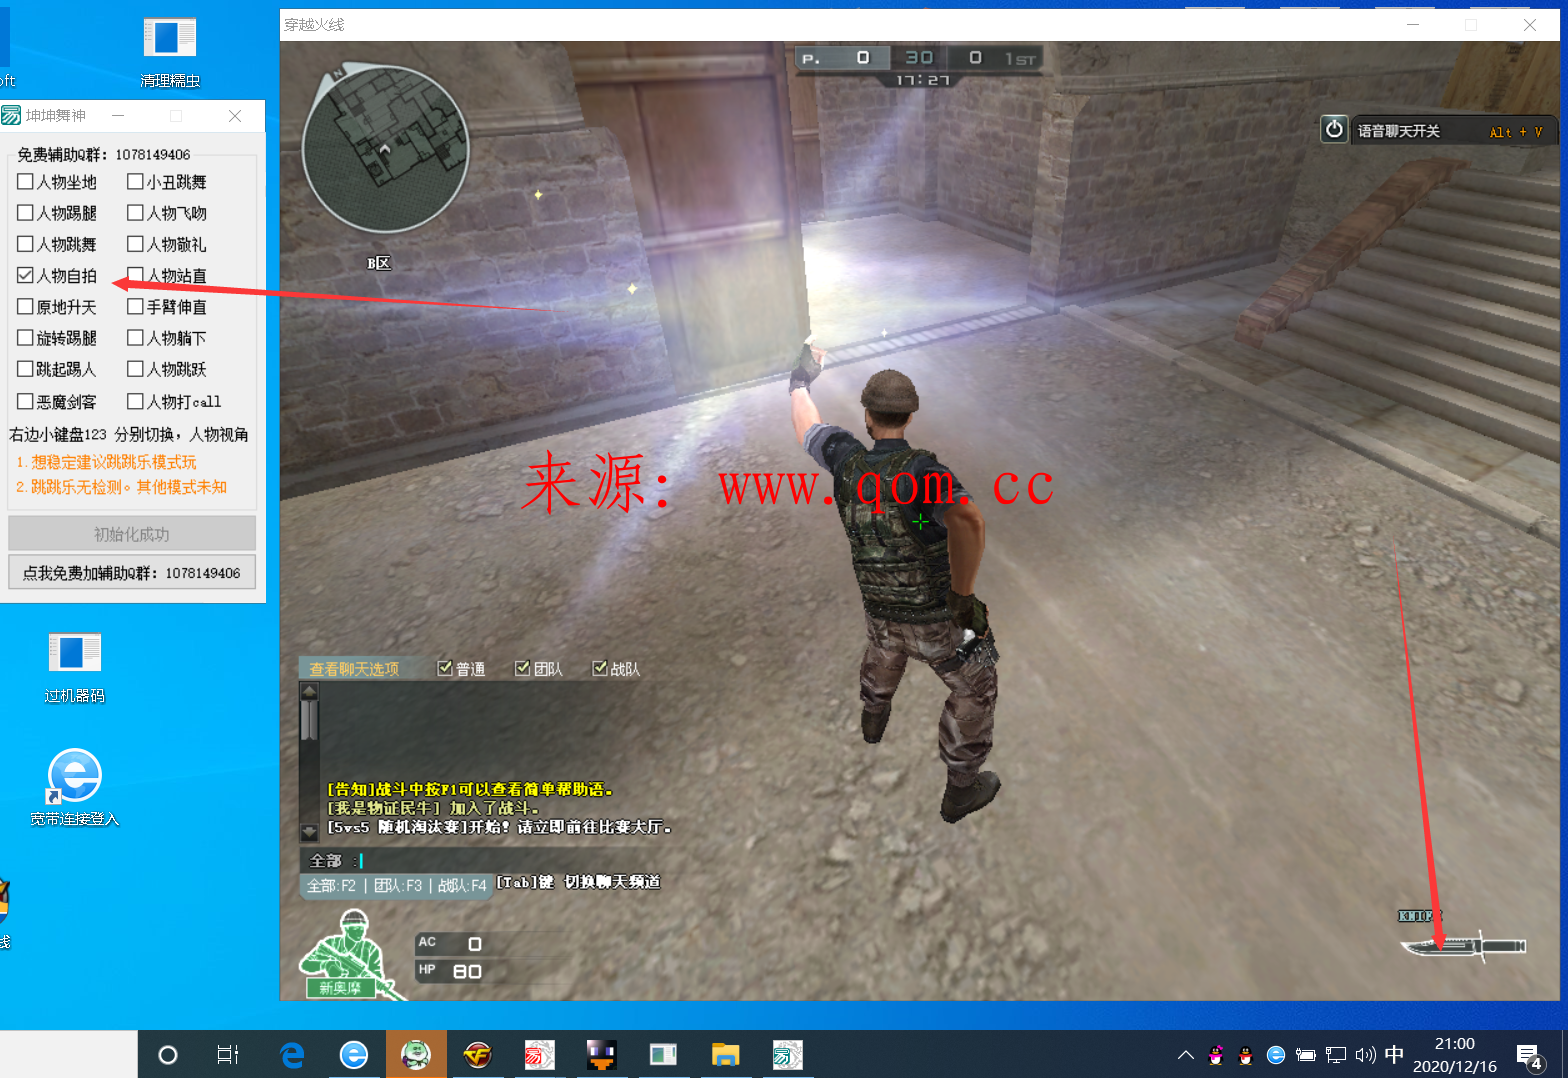 oft
清理糯虫
坤坤舞神
免费辅助Q群：1078149406
人物坐地 小丑跳舞
人物踢腿 人物飞吻
人物跳舞 人物敬礼
人物自拍 人物站直
原地升天 手臂伸直
旋转踢腿 人物躺下
跳起踢人 人物跳跃
恶魔剑客 人物打call
右边小键盘123 分别切换，人物视角
1.想稳定建议跳跳乐模式玩
2.跳跳乐无检测。其他模式未知
初始化成功
点我免费加辅助Q群：1078149406
过机器码
宽带连接登入
线
穿越火线
N
P. 0 30 0 1ST
17:27
语音聊天开关 Alt + V
B区
来源：www.qom.cc
查看聊天选项 普通 团队 战队
[告知]战斗中按F1可以查看简单帮助语。
[我是物证民牛] 加入了战斗.
[5vs5 随机淘汰赛]开始! 请立即前往比赛大厅.
全部 :
全部:F2 | 团队:F3 | 战队:F4 [Tab]键 切换聊天频道
AC 0
HP 80
新奥摩
KNIFE
中
21:00
2020/12/16
4